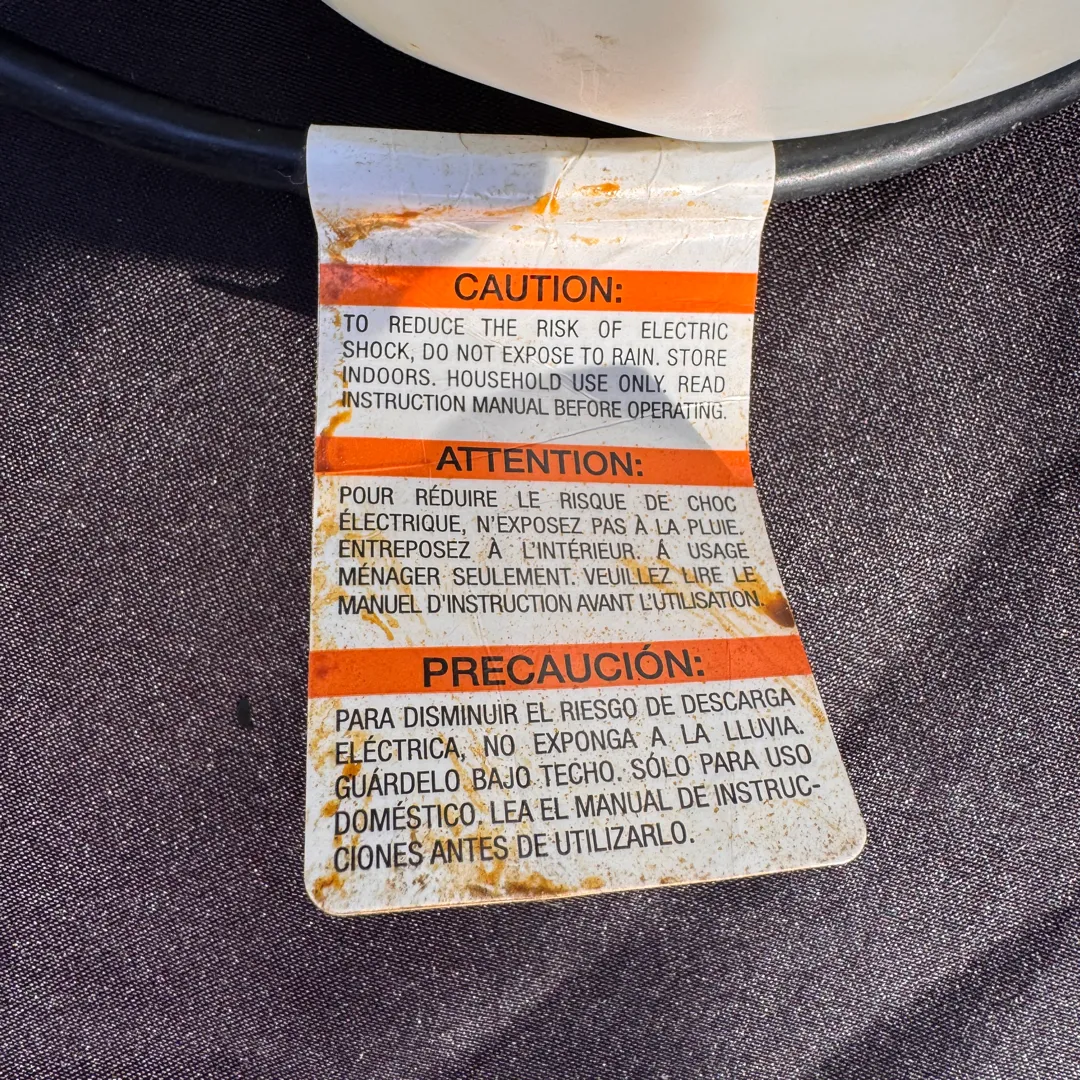 CAUTION:
TO REDUCE THE RISK OF ELECTRIC
SHOCK, DO NOT EXPOSE TO RAIN. STORE
INDOORS. HOUSEHOLD USE ONLY. READ
INSTRUCTION MANUAL BEFORE OPERATING.
ATTENTION:
POUR RÉDUIRE LE RISQUE DE CHOC
ÉLECTRIQUE, N'EXPOSEZ PAS À LA PLUIE.
ENTREPOSEZ À L'INTÉRIEUR. Á USAGE
MÉNAGER SEULEMENT. VEUILLEZ LIRE LE
MANUEL D'INSTRUCTION AVANT L'UTILISATION.
PRECAUCIÓN:
PARA DISMINUIR EL RIESGO DE DESCARGA
ELÉCTRICA, NO EXPONGA A LA LLUVIA.
GUÁRDELO BAJO TECHO. SÓLO PARA USO
DOMÉSTICO. LEA EL MANUAL DE INSTRUC-
CIONES ANTES DE UTILIZARLO.